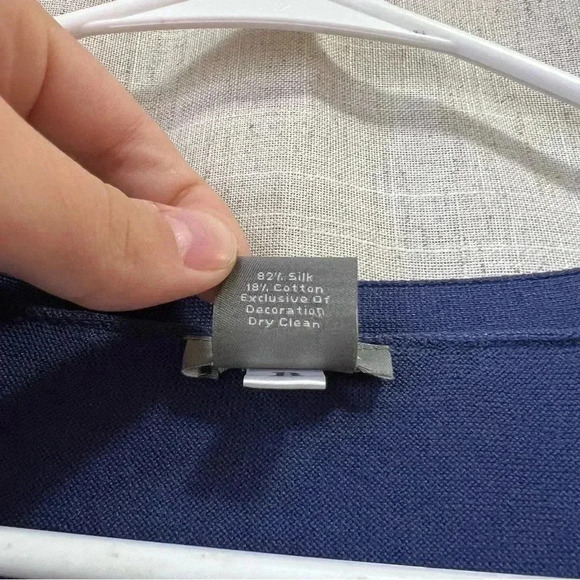 82% Silk
18% Cotton
Exclusive Of
Decoration
Dry Clean